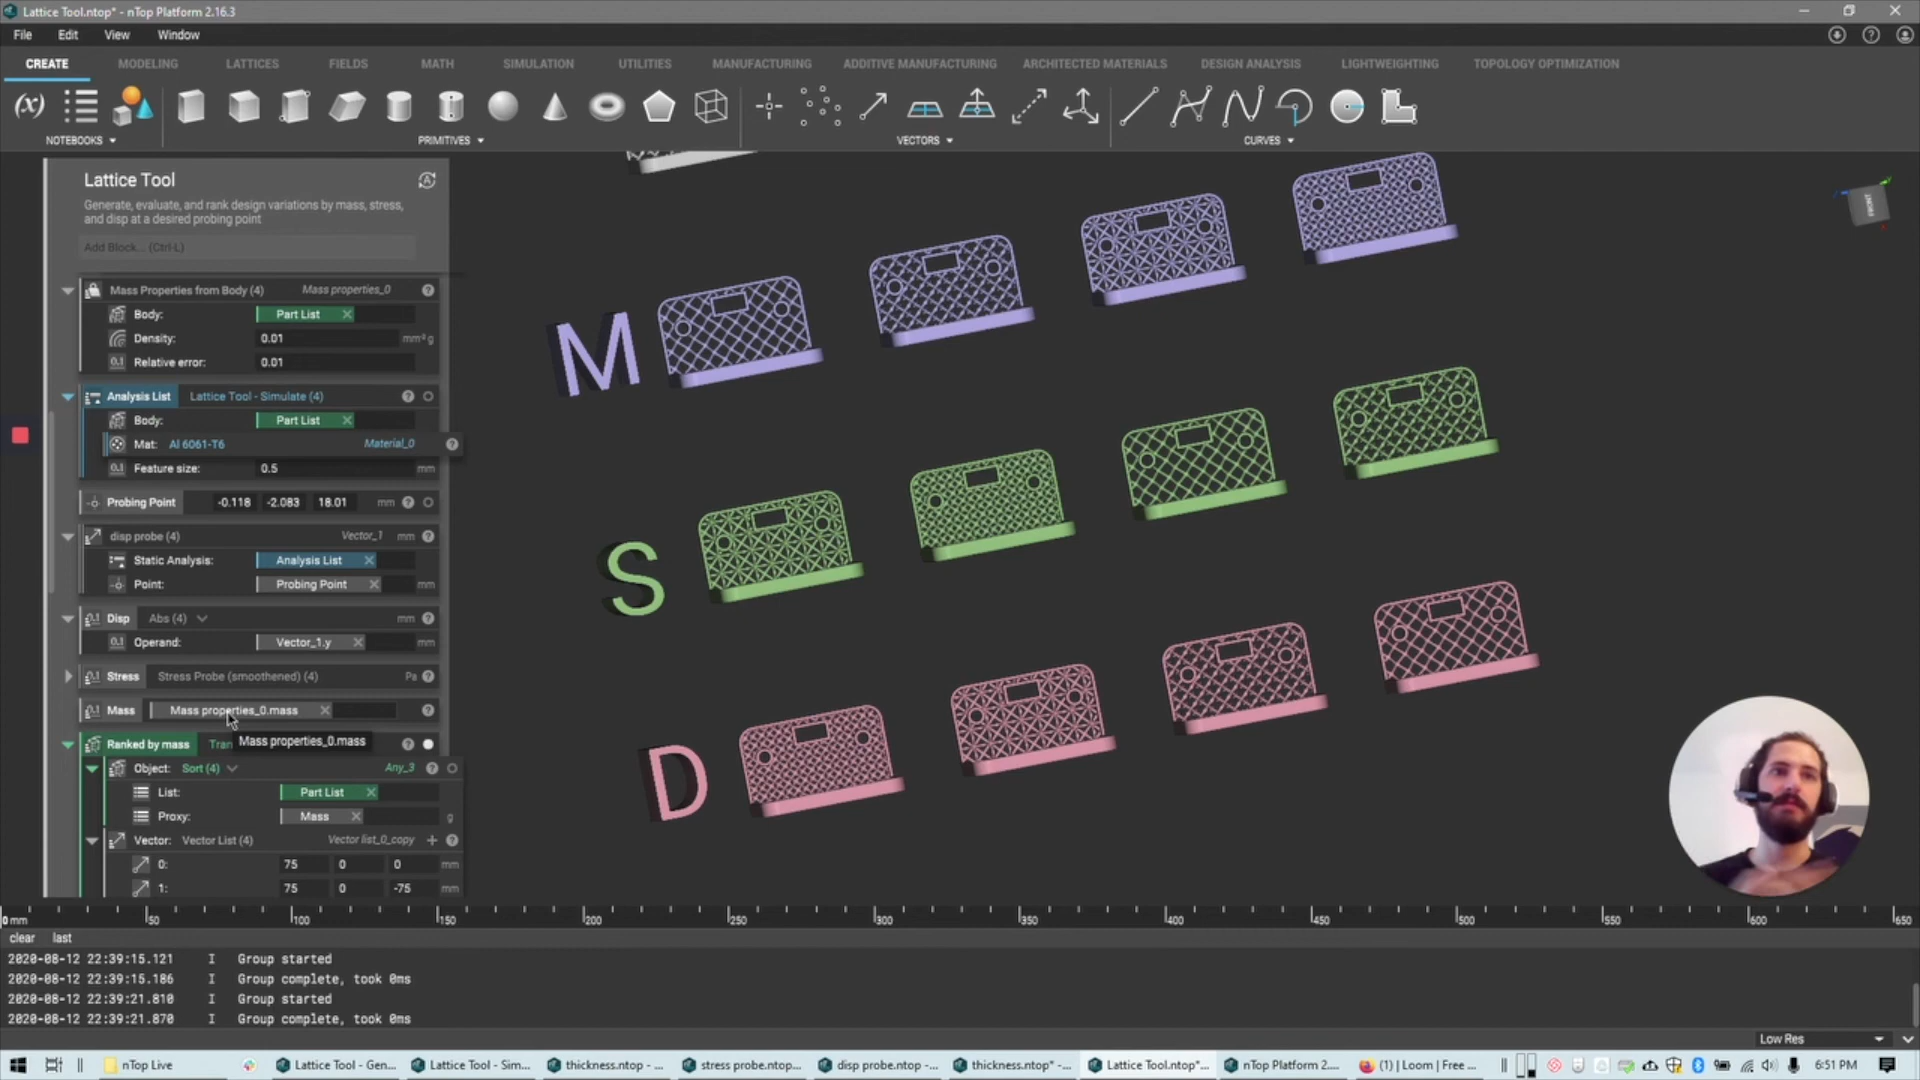 Lattice Tool.ntop* - nTop Platform 2.16.3
File Edit View Window
CREATE MODELING LATTICES FIELDS MATH SIMULATION UTILITIES MANUFACTURING ADDITIVE MANUFACTURING ARCHITECTED MATERIALS DESIGN ANALYSIS LIGHTWEIGHTING TOPOLOGY OPTIMIZATION
NOTEBOOKS PRIMITIVES VECTORS CURVES
Lattice Tool
Generate, evaluate, and rank design variations by mass, stress,
and disp at a desired probing point
Add Block... (Ctrl-L)
Mass Properties from Body (4) Mass properties_0
Body: Part List
Density: 0.01
Relative error: 0.01
Analysis List Lattice Tool - Simulate (4)
Body: Part List
Mat: Al 6061-T6 Material_0
Feature size: 0.5 mm
Probing Point -0.118 -2.083 18.01 mm
disp probe (4) Vector_1 mm
Static Analysis: Analysis List
Point: Probing Point mm
Disp Abs (4) mm
Operand: Vector_1.y mm
Stress Stress Probe (smoothened) (4) Pa
Mass Mass properties_0.mass
Mass properties_0.mass
Ranked by mass Tran
Object: Sort (4) Any_3
List: Part List
Proxy: Mass g
Vector: Vector List (4) Vector list_0_copy
0: 75 0 0 mm
1: 75 0 -75 mm
M
S
D
FRONT
0 mm 50 100 150 200 250 300 350 400 450 500 550 600 650
clear last
2020-08-12 22:39:15.121 I Group started
2020-08-12 22:39:15.186 I Group complete, took 0ms
2020-08-12 22:39:21.810 I Group started
2020-08-12 22:39:21.870 I Group complete, took 0ms
Low Res
nTop Live Lattice Tool - Gen... Lattice Tool - Sim... thickness.ntop - ... stress probe.ntop... disp probe.ntop -... thickness.ntop* -... Lattice Tool.ntop*... nTop Platform 2.... (1) | Loom | Free ... 6:51 PM